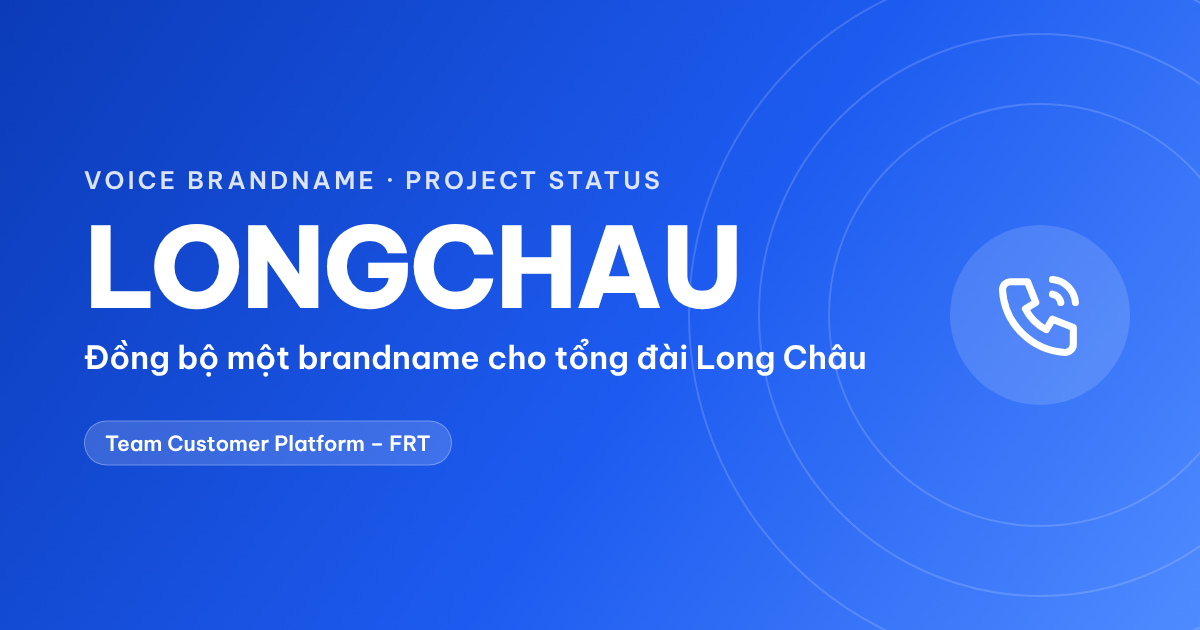 VOICE BRANDNAME · PROJECT STATUS
LONGCHAU
Đồng bộ một brandname cho tổng đài Long Châu
Team Customer Platform – FRT